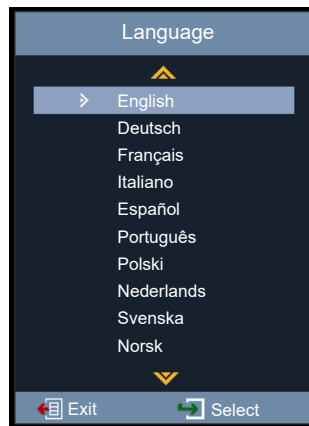 Language
English
Deutsch
Français
Italiano
Español
Português
Polski
Nederlands
Svenska
Norsk
Exit Select